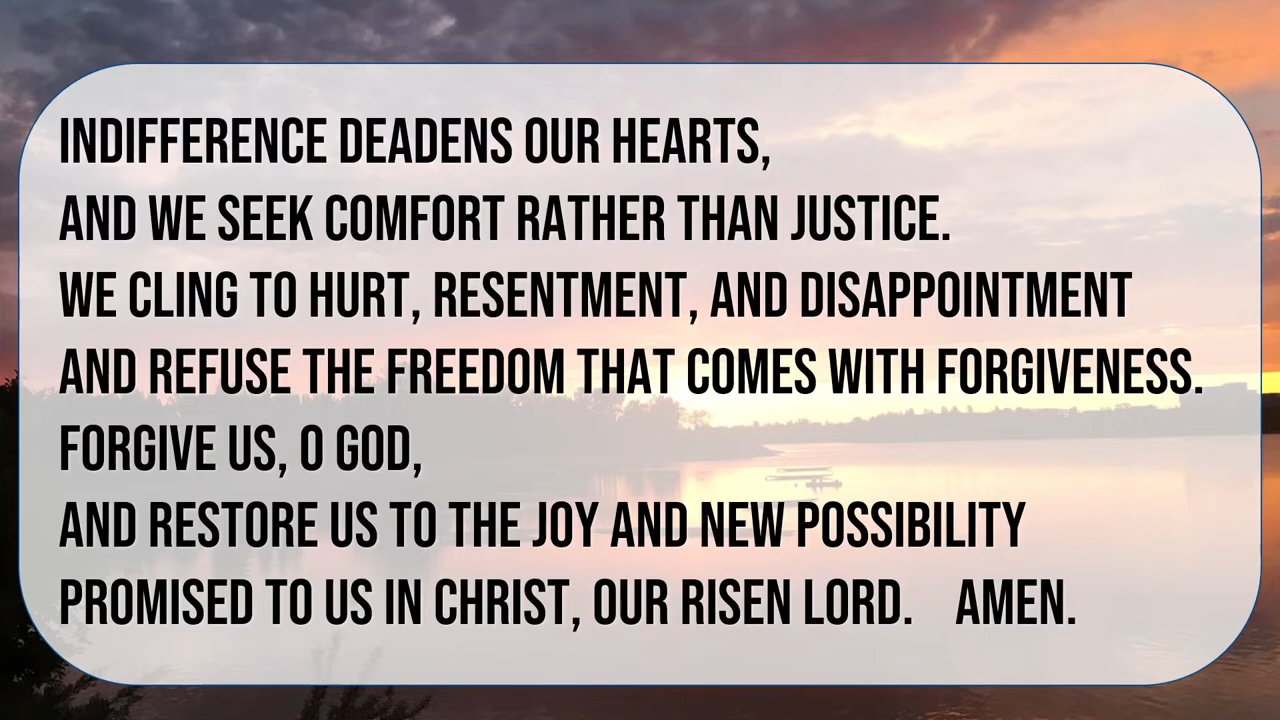 INDIFFERENCE DEADENS OUR HEARTS,
AND WE SEEK COMFORT RATHER THAN JUSTICE.
WE CLING TO HURT, RESENTMENT, AND DISAPPOINTMENT
AND REFUSE THE FREEDOM THAT COMES WITH FORGIVENESS.
FORGIVE US, O GOD,
AND RESTORE US TO THE JOY AND NEW POSSIBILITY
PROMISED TO US IN CHRIST, OUR RISEN LORD. AMEN.